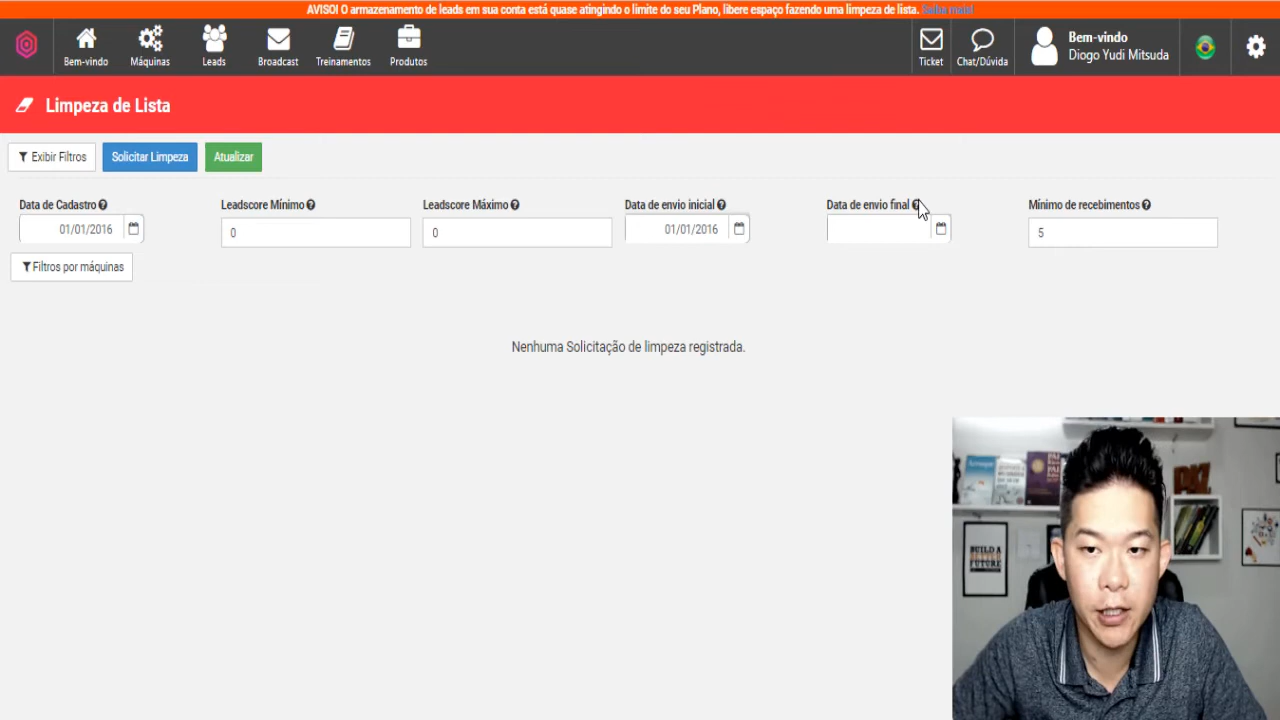 AVISO! O armazenamento de leads em sua conta está quase atingindo o limite do seu Plano, libere espaço fazendo uma limpeza de lista. Saiba mais!
Bem-vindo
Máquinas
Leads
Broadcast
Treinamentos
Produtos
Ticket
Chat/Dúvida
Bem-vindo
Diogo Yudi Mitsuda
Limpeza de Lista
Exibir Filtros
Solicitar Limpeza
Atualizar
Data de Cadastro
Leadscore Mínimo
Leadscore Máximo
Data de envio inicial
Data de envio final
Mínimo de recebimentos
01/01/2016
0
0
01/01/2016
5
Filtros por máquinas
Nenhuma Solicitação de limpeza registrada.
BUILD A
FUTURE